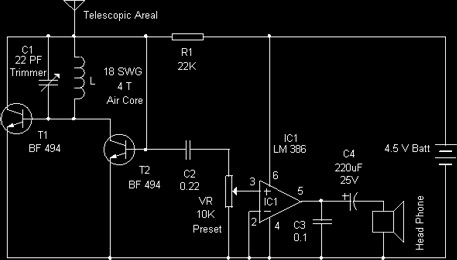 Telescopic Areal
C1
22 PF
Trimmer
L
18 SWG
4 T
Air Core
R1
22K
T1
BF 494
T2
BF 494
C2
0.22
VR
10K
Preset
IC1
LM 386
3
2
6
5
4
+
−
IC1
C3
0.1
C4
220uF
25V
+
4.5 V Batt
Head Phone